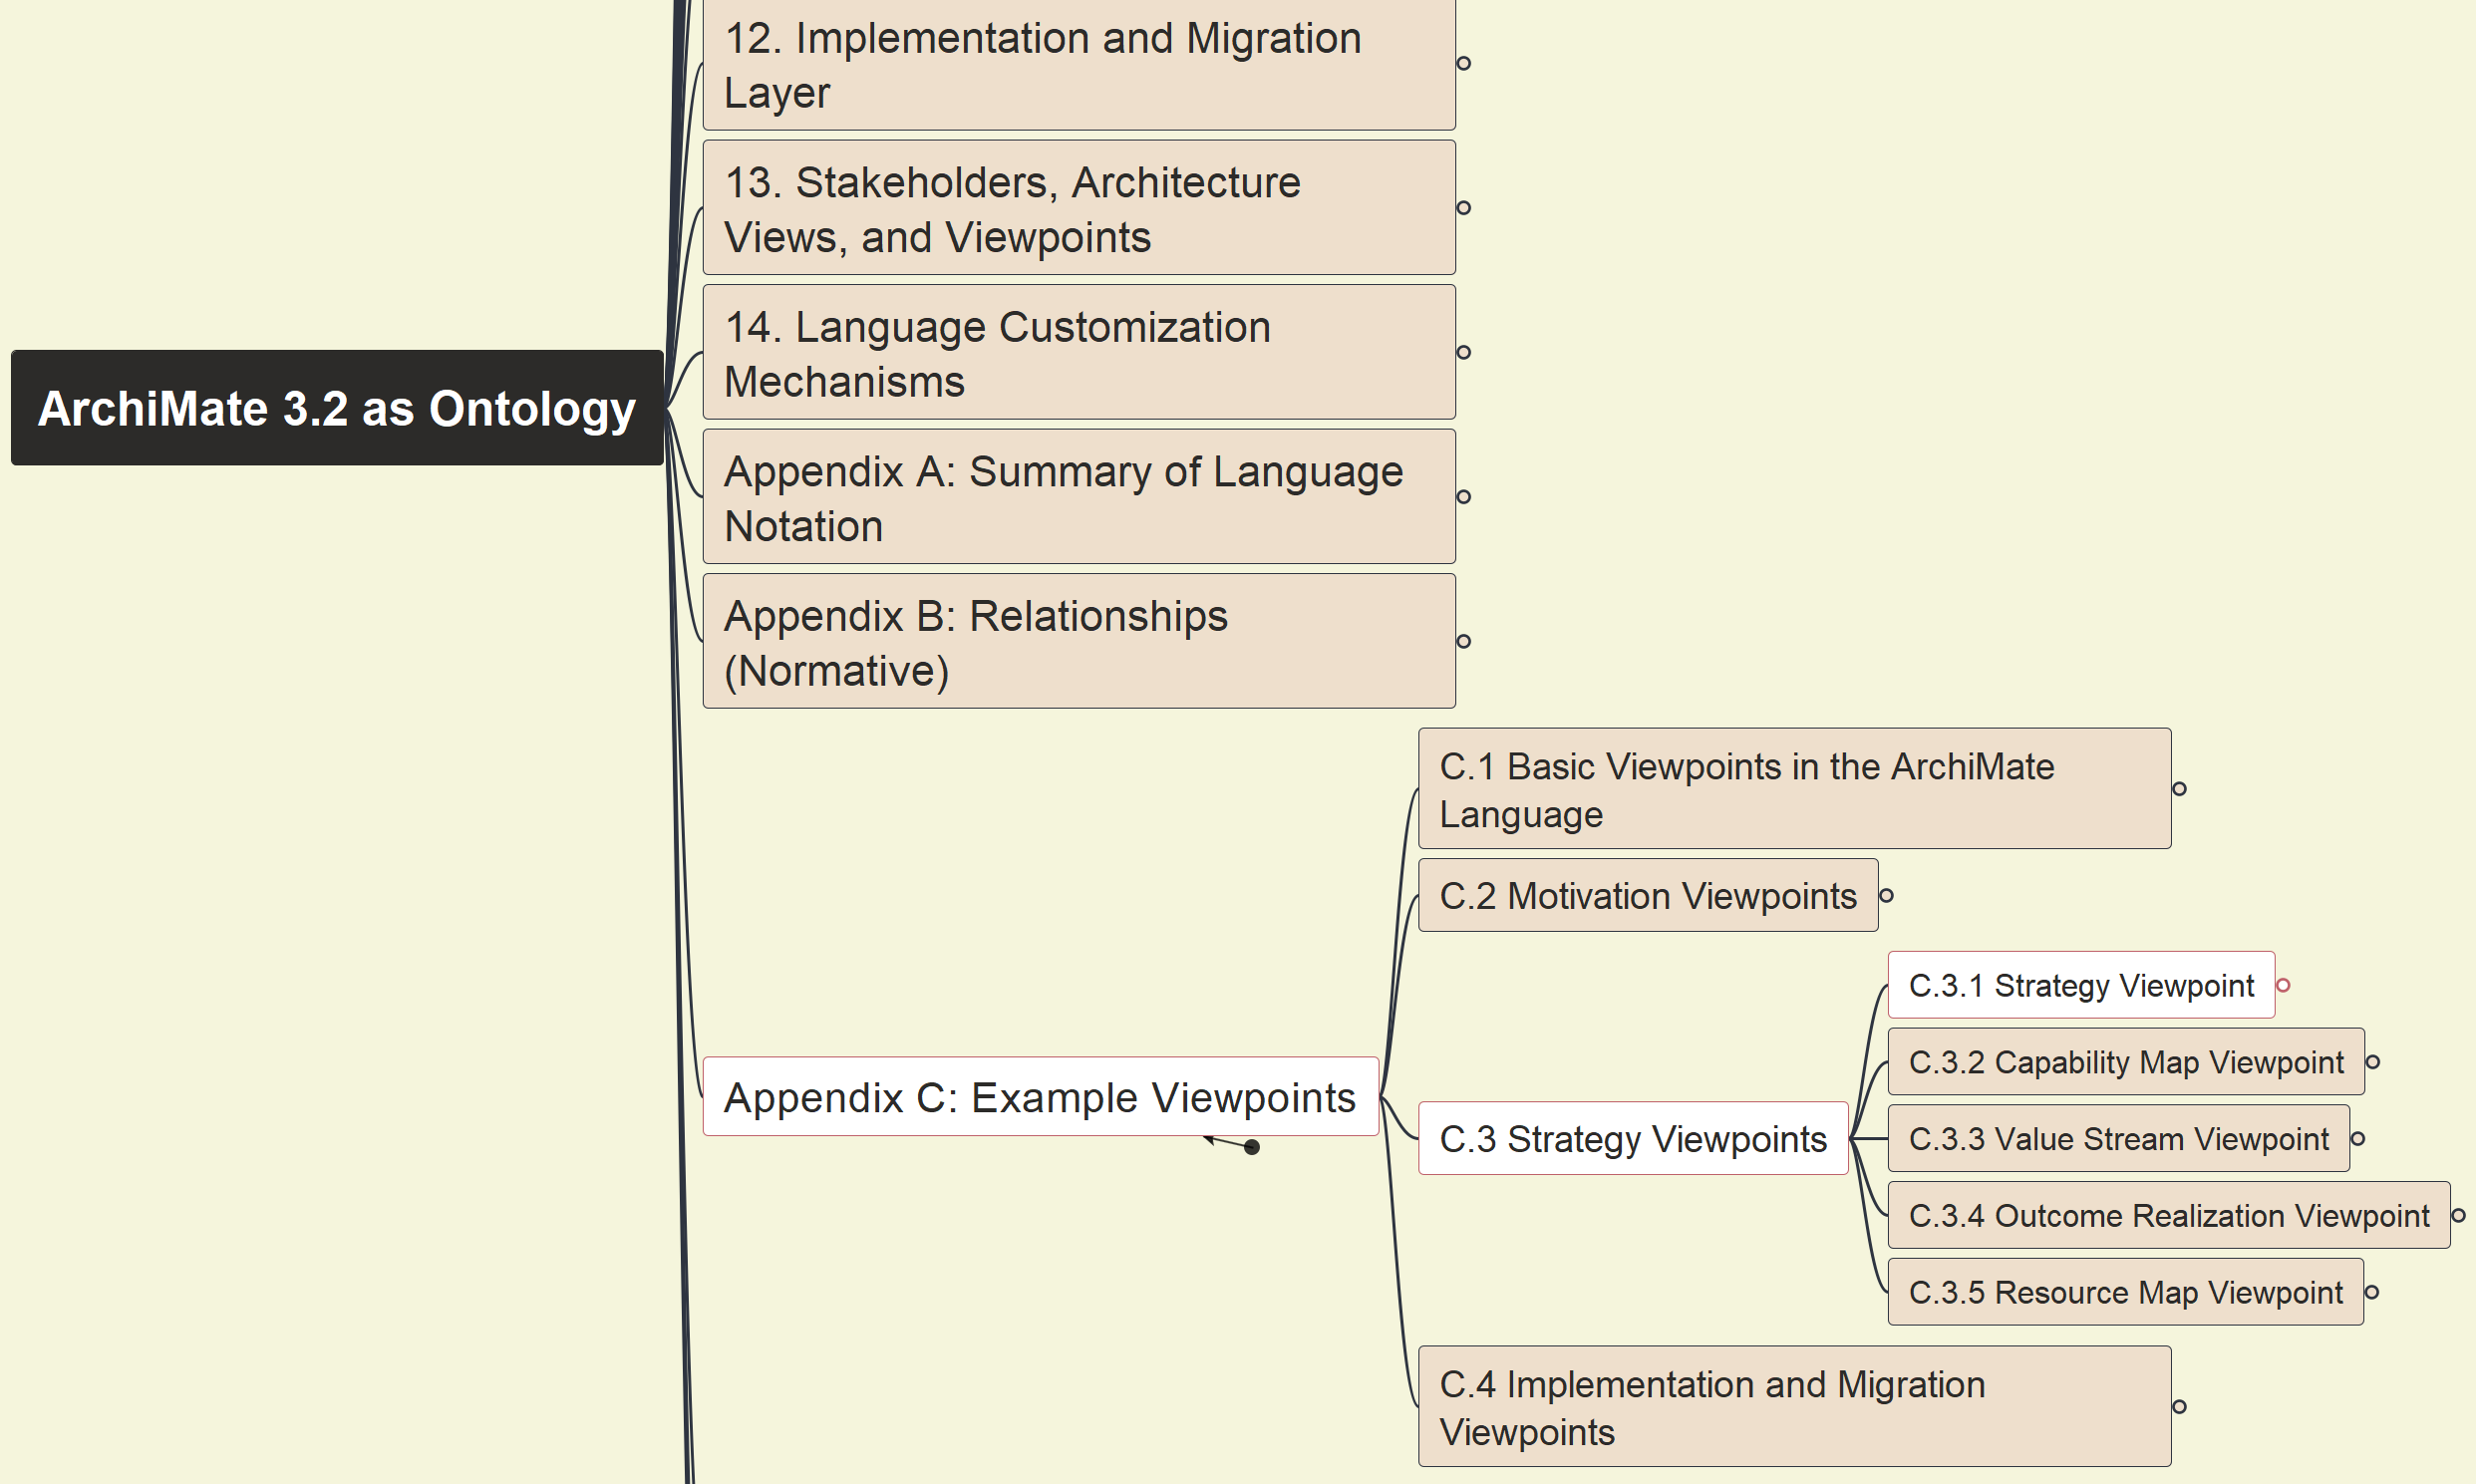 12. Implementation and Migration
Layer
13. Stakeholders, Architecture
Views, and Viewpoints
14. Language Customization
Mechanisms
ArchiMate 3.2 as Ontology
Appendix A: Summary of Language
Notation
Appendix B: Relationships
(Normative)
Appendix C: Example Viewpoints
C.1 Basic Viewpoints in the ArchiMate
Language
C.2 Motivation Viewpoints
C.3 Strategy Viewpoints
C.3.1 Strategy Viewpoint
C.3.2 Capability Map Viewpoint
C.3.3 Value Stream Viewpoint
C.3.4 Outcome Realization Viewpoint
C.3.5 Resource Map Viewpoint
C.4 Implementation and Migration
Viewpoints